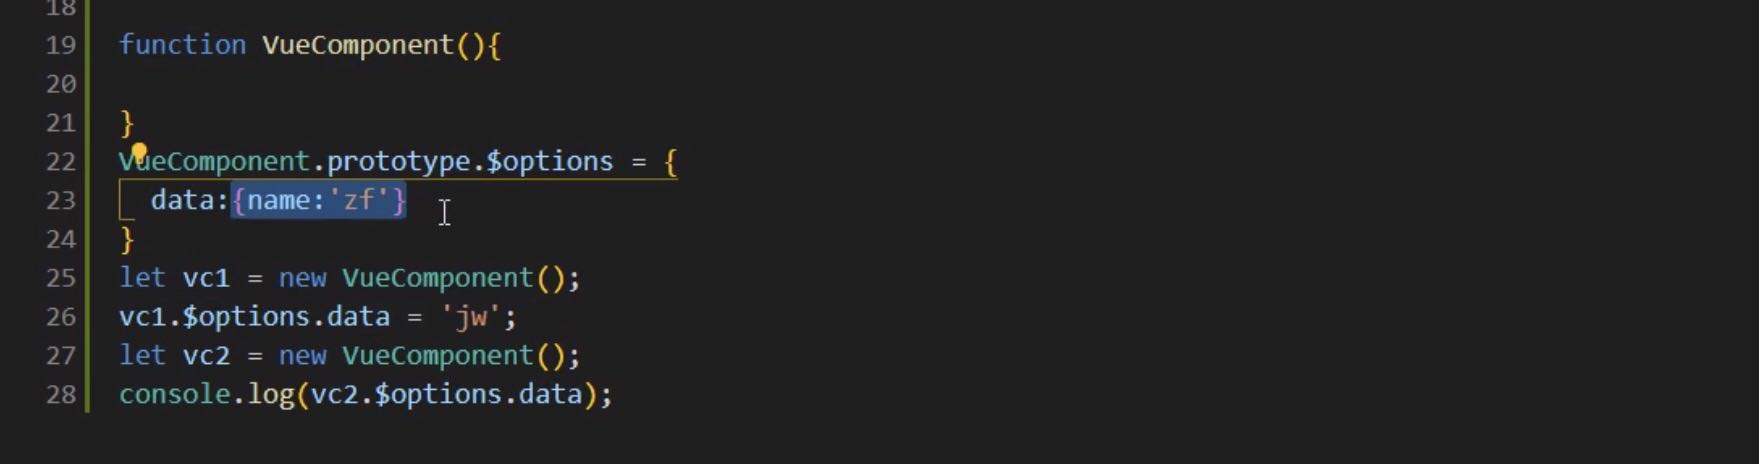 18
19 function VueComponent(){
20
21 }
22 VueComponent.prototype.$options = {
23 data:{name:'zf'}
24 }
25 let vc1 = new VueComponent();
26 vc1.$options.data = 'jw';
27 let vc2 = new VueComponent();
28 console.log(vc2.$options.data);